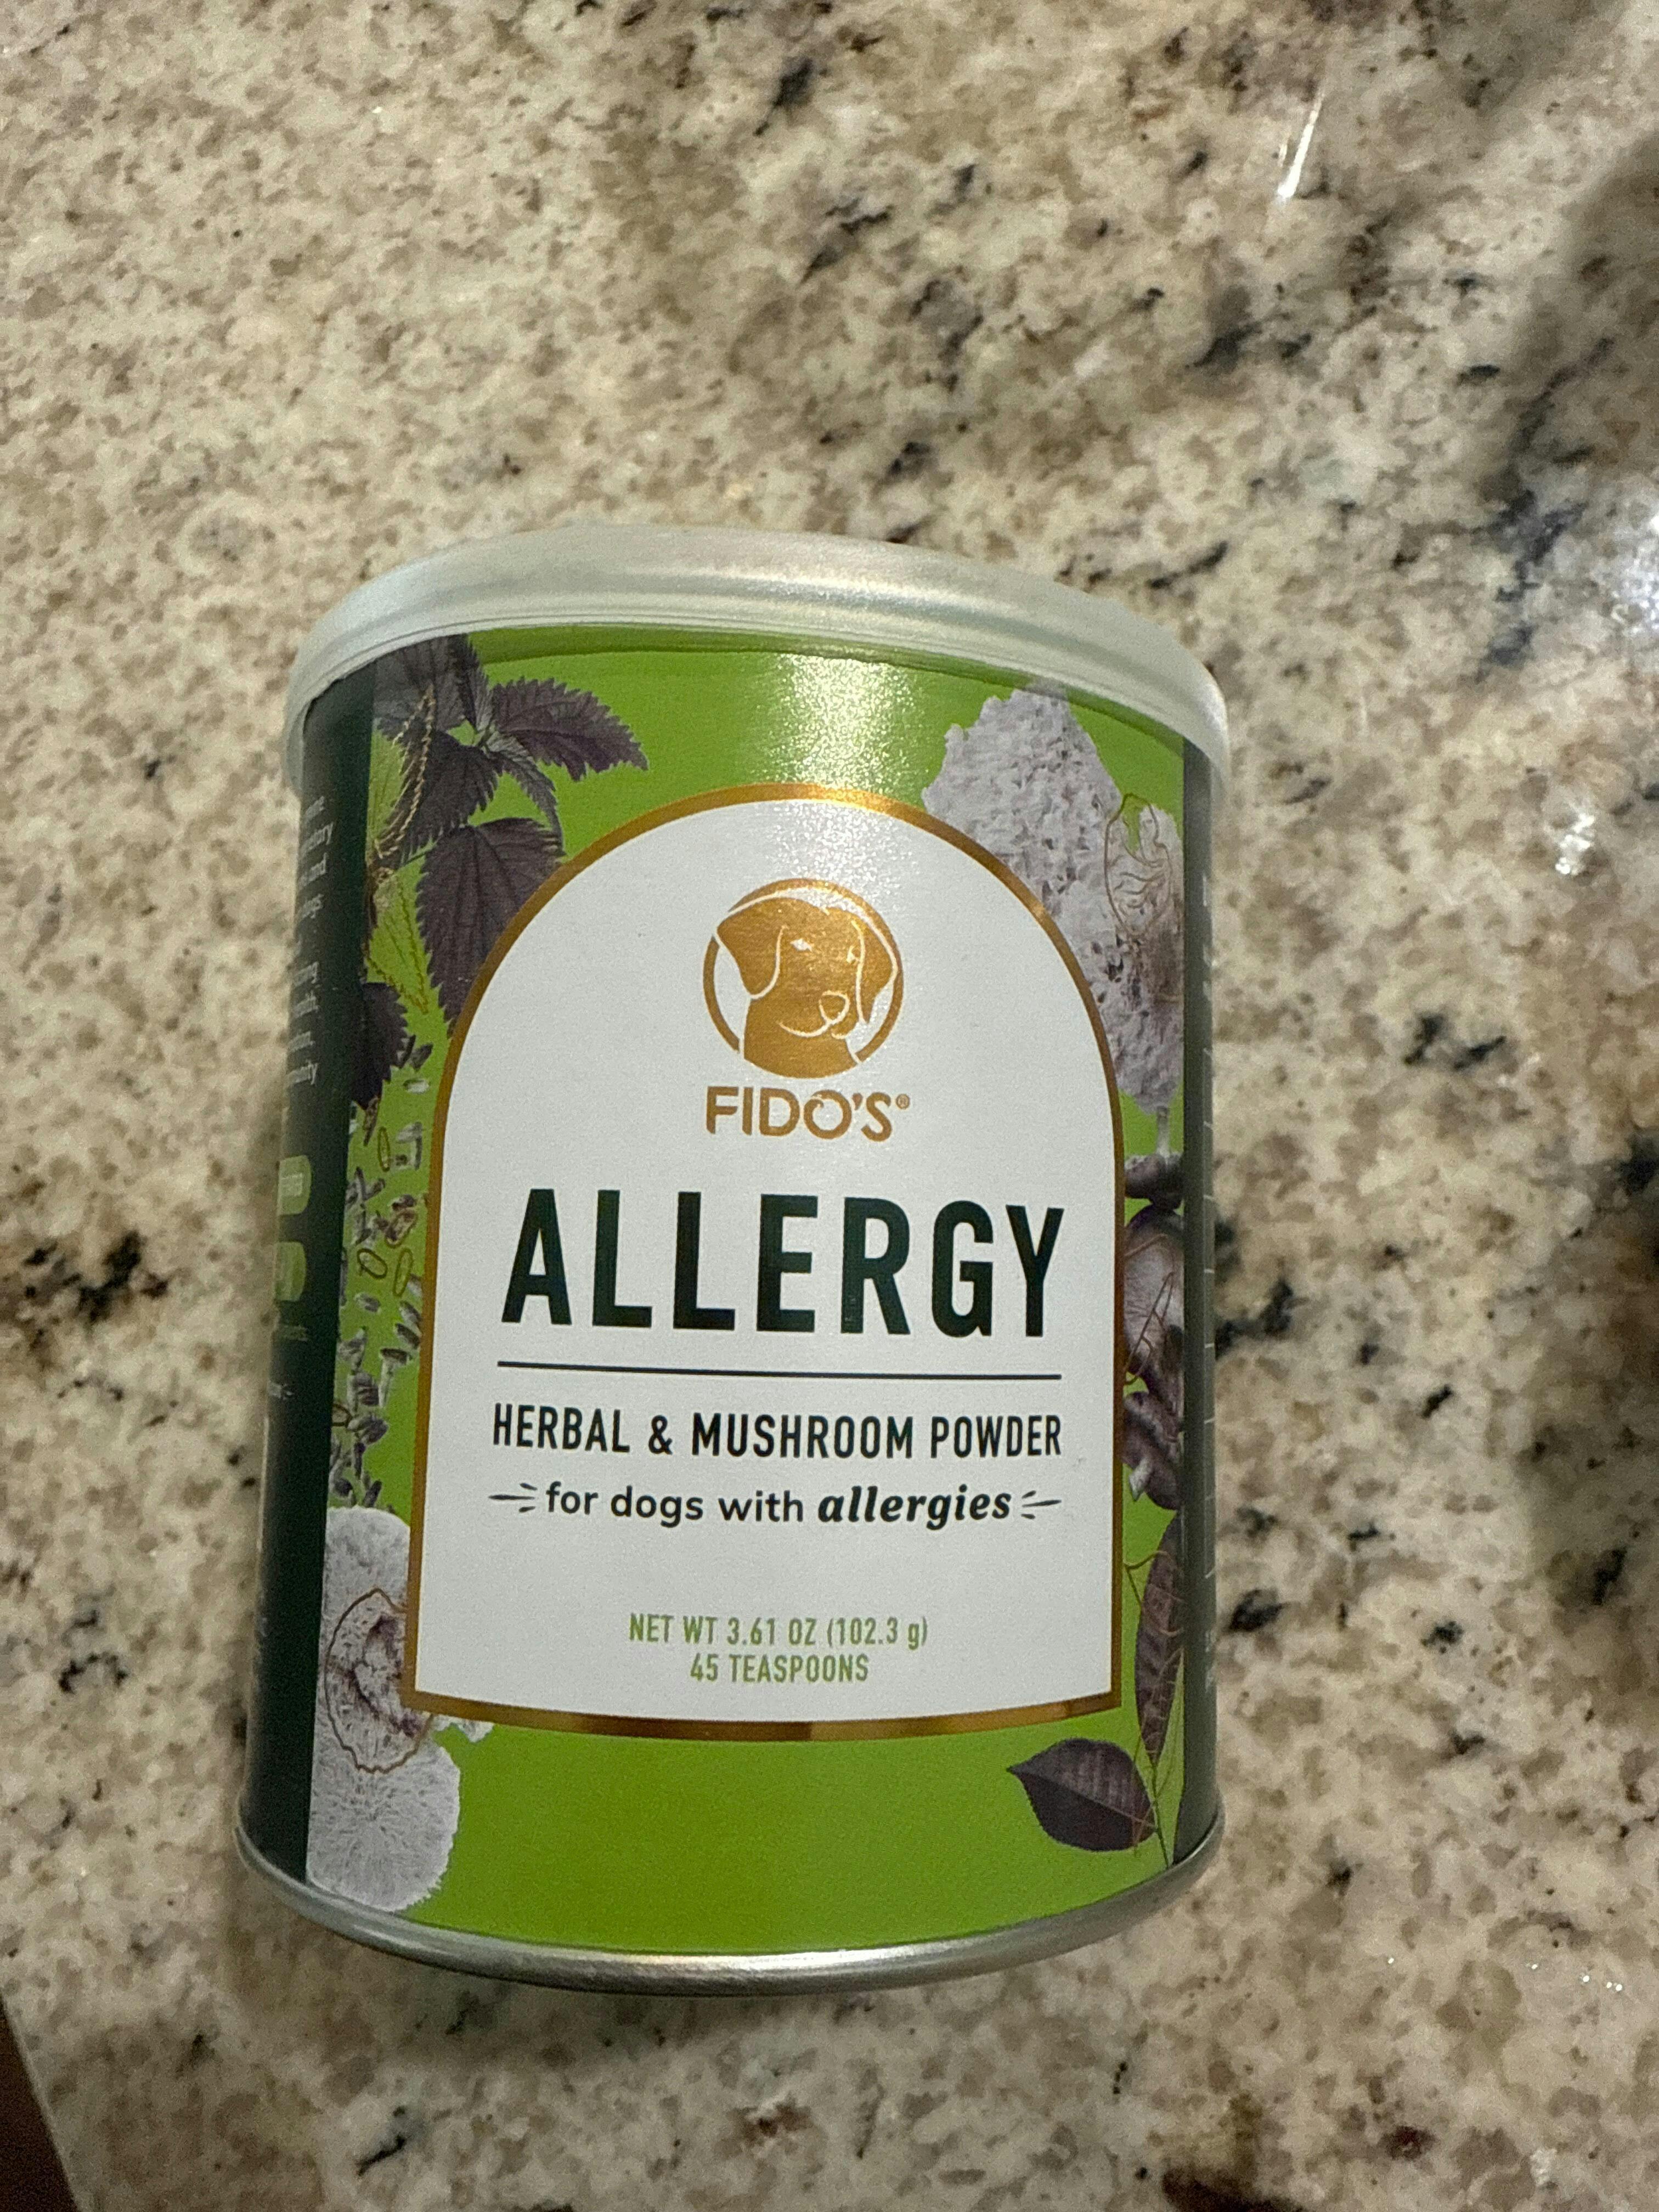 FIDO'S®
ALLERGY
HERBAL & MUSHROOM POWDER
for dogs with allergies
NET WT 3.61 OZ (102.3 g)
45 TEASPOONS